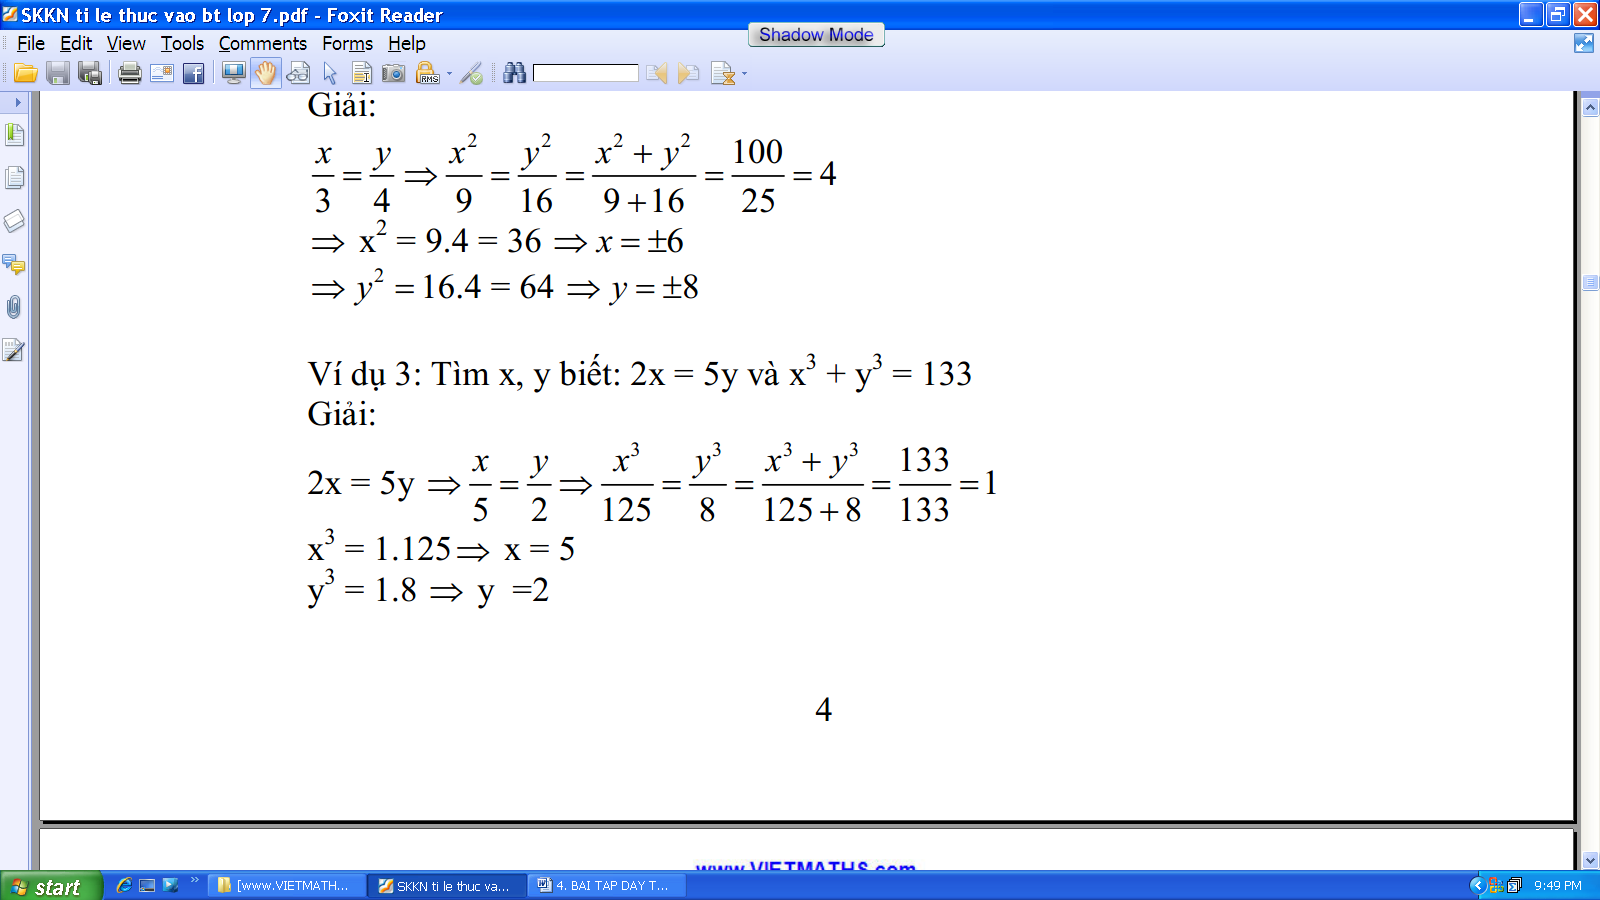 SKKN ti le thuc vao bt lop 7.pdf - Foxit Reader
Shadow Mode
File Edit View Tools Comments Forms Help
RMS
Giải:
x/3 = y/4 ⇒ x²/9 = y²/16 = (x² + y²)/(9 + 16) = 100/25 = 4
⇒ x² = 9.4 = 36 ⇒ x = ±6
⇒ y² = 16.4 = 64 ⇒ y = ±8
Ví dụ 3: Tìm x, y biết: 2x = 5y và x³ + y³ = 133
Giải:
2x = 5y ⇒ x/5 = y/2 ⇒ x³/125 = y³/8 = (x³ + y³)/(125 + 8) = 133/133 = 1
x³ = 1.125 ⇒ x = 5
y³ = 1.8 ⇒ y =2
4
www.VIETMATHS.com
start [www.VIETMATH... SKKN ti le thuc va... 4. BAI TAP DAY T... 9:49 PM